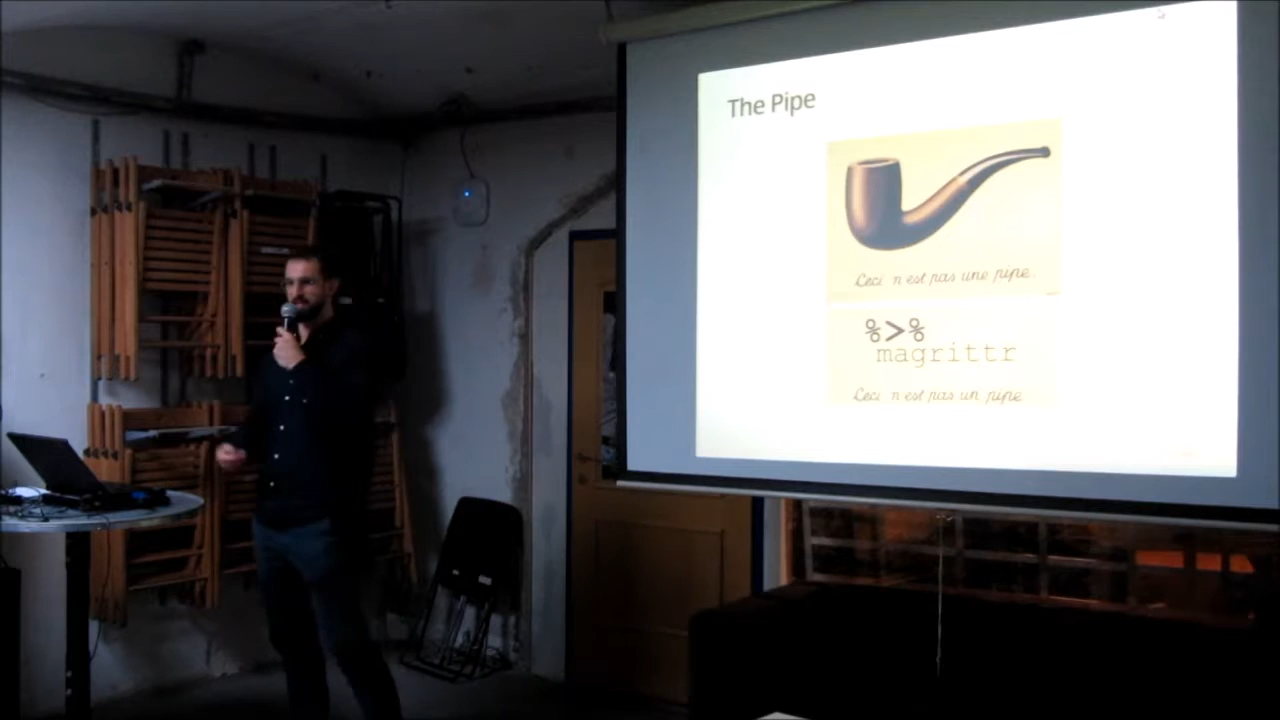 The Pipe
Ceci n'est pas une pipe.
%>%
magrittr
Ceci n'est pas un pipe.